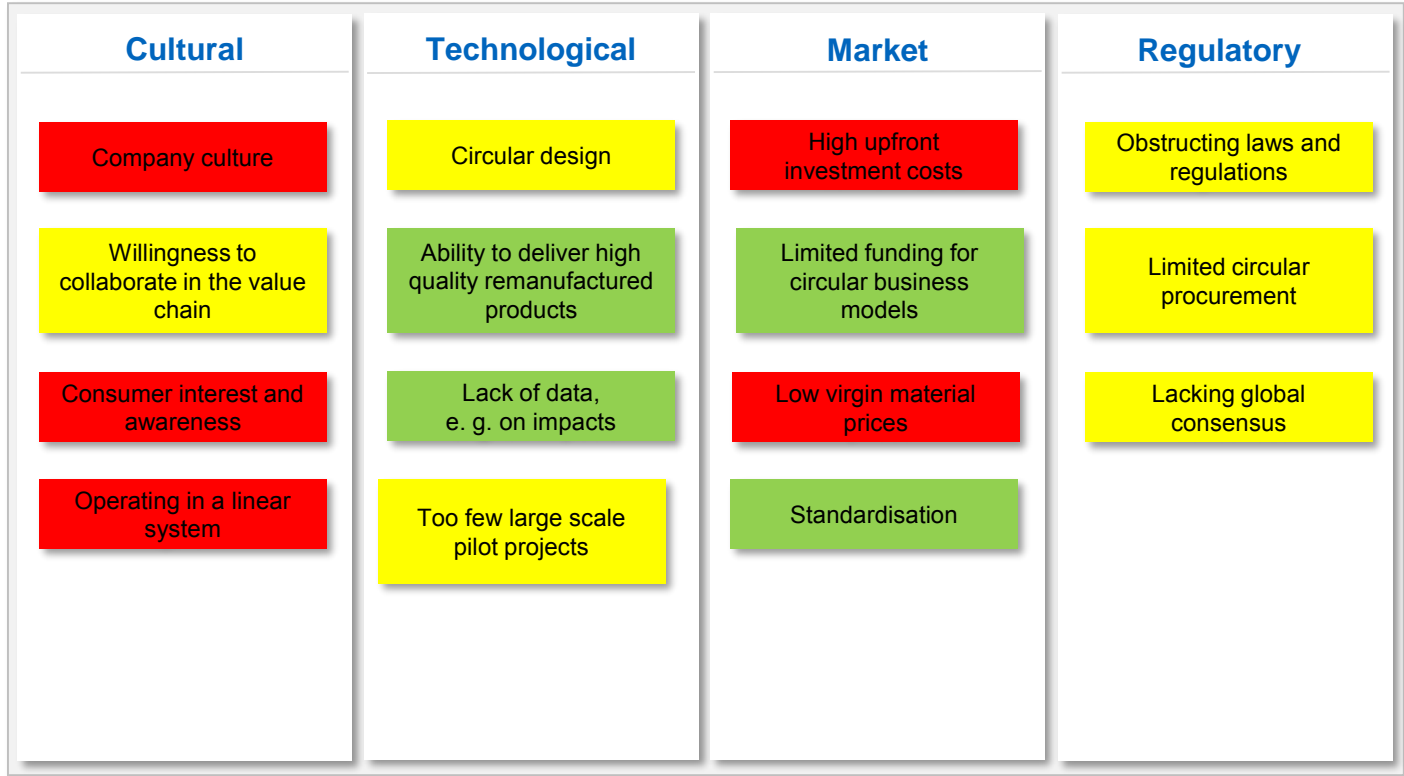 Cultural
Company culture
Willingness to
collaborate in the value
chain
Consumer interest and
awareness
Operating in a linear
system
Technological
Circular design
Ability to deliver high
quality remanufactured
products
Lack of data,
e. g. on impacts
Too few large scale
pilot projects
Market
High upfront
investment costs
Limited funding for
circular business
models
Low virgin material
prices
Standardisation
Regulatory
Obstructing laws and
regulations
Limited circular
procurement
Lacking global
consensus